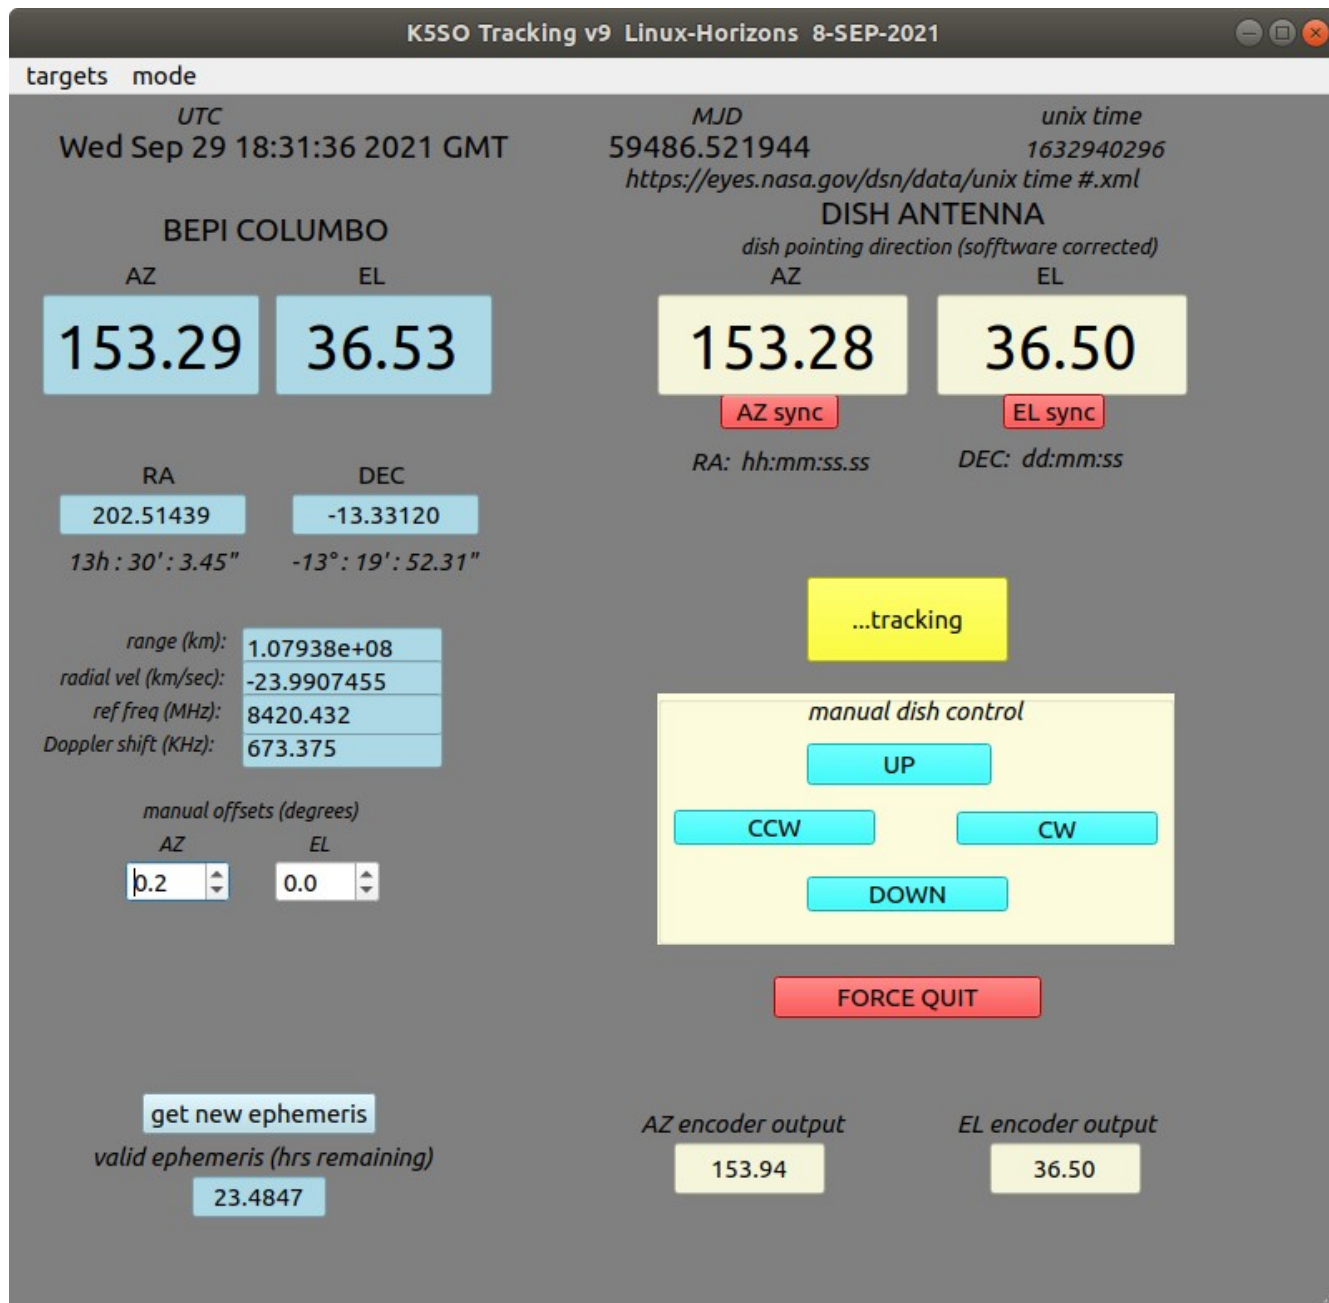 K5SO Tracking v9 Linux-Horizons 8-SEP-2021
targets mode
UTC MJD unix time
Wed Sep 29 18:31:36 2021 GMT 59486.521944 1632940296
https://eyes.nasa.gov/dsn/data/unix time #.xml
BEPI COLUMBO
DISH ANTENNA
dish pointing direction (sofftware corrected)
AZ EL AZ EL
153.29 36.53 153.28 36.50
AZ sync EL sync
RA: hh:mm:ss.ss DEC: dd:mm:ss
RA DEC
202.51439 -13.33120
13h : 30' : 3.45" -13° : 19' : 52.31"
...tracking
range (km): 1.07938e+08
radial vel (km/sec): -23.9907455
ref freq (MHz): 8420.432
Doppler shift (KHz): 673.375
manual dish control
UP
CCW CW
DOWN
manual offsets (degrees)
AZ EL
0.2 0.0
FORCE QUIT
get new ephemeris
valid ephemeris (hrs remaining)
23.4847
AZ encoder output EL encoder output
153.94 36.50